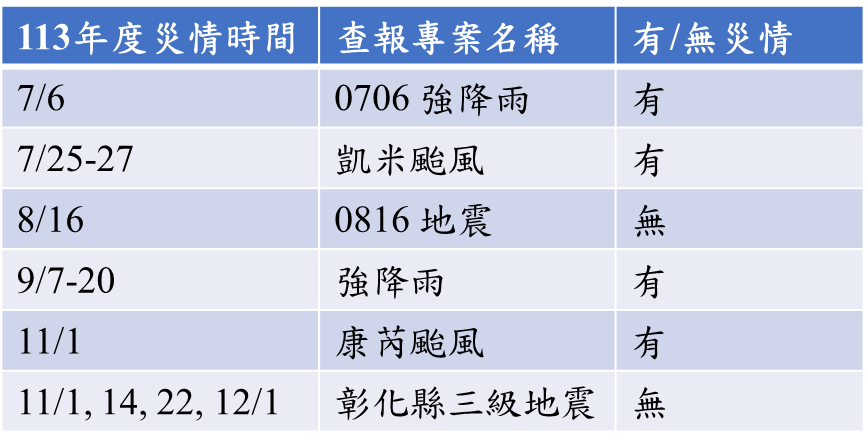 113年度災情時間 查報專案名稱 有/無災情
7/6 0706 強降雨 有
7/25-27 凱米颱風 有
8/16 0816 地震 無
9/7-20 強降雨 有
11/1 康芮颱風 有
11/1, 14, 22, 12/1 彰化縣三級地震 無